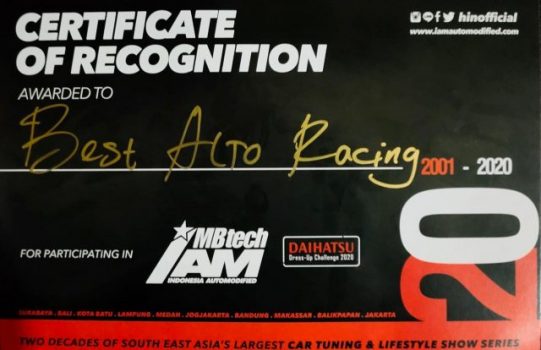 CERTIFICATE
OF RECOGNITION
hinofficial
www.iamautomodified.com
AWARDED TO
Best Alto Racing
2001 - 2020
20
FOR PARTICIPATING IN
MBtech
IAM
INDONESIA AUTOMODIFIED
DAIHATSU
Dress-Up Challenge 2020
SURABAYA . BALI . KOTA BATU . LAMPUNG . MEDAN . JOGJAKARTA . BANDUNG . MAKASSAR . BALIKPAPAN . JAKARTA
TWO DECADES OF SOUTH EAST ASIA'S LARGEST CAR TUNING & LIFESTYLE SHOW SERIES